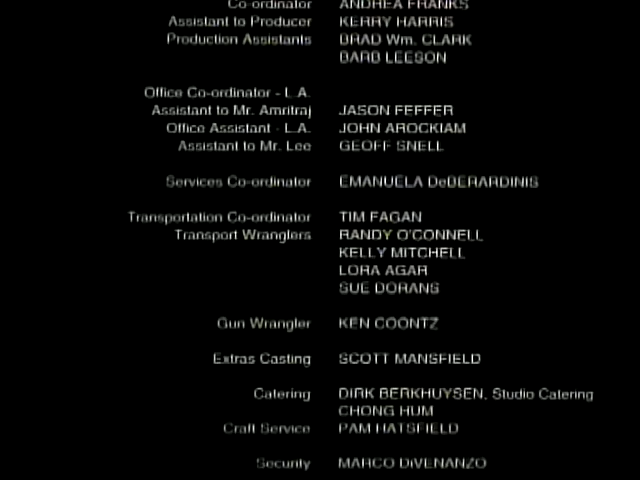 Co-ordinator ANDREA FRANKS
Assistant to Producer KERRY HARRIS
Production Assistants BRAD Wm. CLARK
BARB LEESON
Office Co-ordinator - L.A.
Assistant to Mr. Amritraj JASON FEFFER
Office Assistant - L.A. JOHN AROCKIAM
Assistant to Mr. Lee GEOFF SNELL
Services Co-ordinator EMANUELA DeBERARDINIS
Transportation Co-ordinator TIM FAGAN
Transport Wranglers RANDY O'CONNELL
KELLY MITCHELL
LORA AGAR
SUE DORANS
Gun Wrangler KEN COONTZ
Extras Casting SCOTT MANSFIELD
Catering DIRK BERKHUYSEN, Studio Catering
CHONG HUM
Craft Service PAM HATSFIELD
Security MARCO DiVENANZO